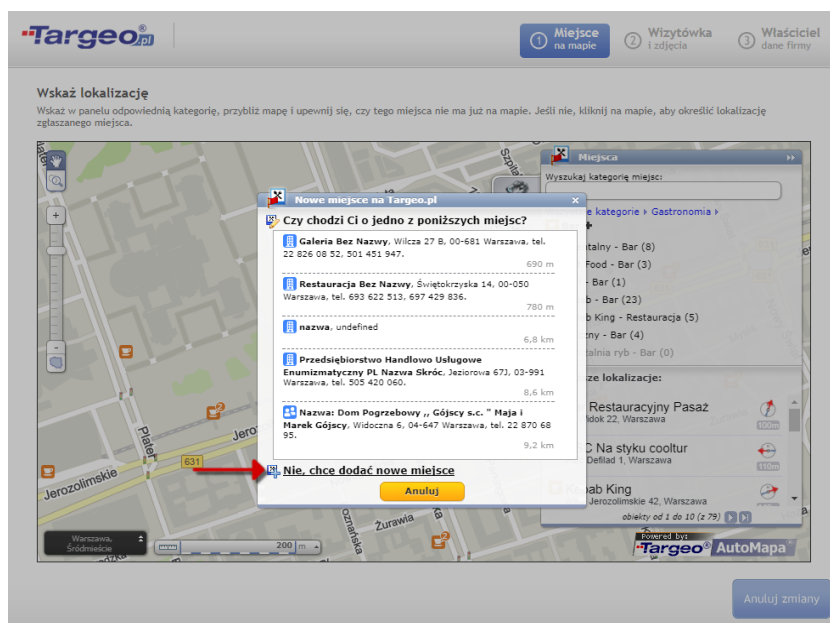 Targeo.pl
1 Miejsce
na mapie
2 Wizytówka
i zdjęcia
3 Właściciel
dane firmy
Wskaż lokalizację
Wskaż w panelu odpowiednią kategorię, przybliż mapę i upewnij się, czy tego miejsca nie ma już na mapie. Jeśli nie, kliknij na mapie, aby określić lokalizację
zgłaszanego miejsca.
Miejsca
Wyszukaj kategorię miejsc:
kategorie Gastronomia
Nowe miejsce na Targeo.pl
Czy chodzi Ci o jedno z poniższych miejsc?
Galeria Bez Nazwy, Wilcza 27 B, 00-681 Warszawa, tel.
22 826 08 52, 501 451 947.
690 m
Restauracja Bez Nazwy, Świętokrzyska 14, 00-050
Warszawa, tel. 693 622 513, 697 429 836.
780 m
nazwa, undefined
6,8 km
Przedsiębiorstwo Handlowo Usługowe
Enumizmatyczny PL Nazwa Skróc, Jeziorowa 67J, 03-991
Warszawa, tel. 505 420 060.
8,6 km
Nazwa: Dom Pogrzebowy ,, Gójscy s.c. " Maja i
Marek Gójscy, Widoczna 6, 04-647 Warszawa, tel. 22 870 68
95.
9,2 km
Nie, chcę dodać nowe miejsce
Anuluj
- Bar (8)
Food - Bar (3)
- Bar (1)
- Bar (23)
King - Restauracja (5)
- Bar (4)
ryb - Bar (0)
lokalizacje:
Restauracyjny Pasaż
22, Warszawa
100m
Na styku cooltur
Defilad 1, Warszawa
110m
King
Jerozolimskie 42, Warszawa
obiekty od 1 do 10 (z 79)
Plater
631
Jerozolimskie
Żurawia
2
2
Warszawa,
Śródmieście
200 m
Powered by:
Targeo AutoMapa
Anuluj zmiany